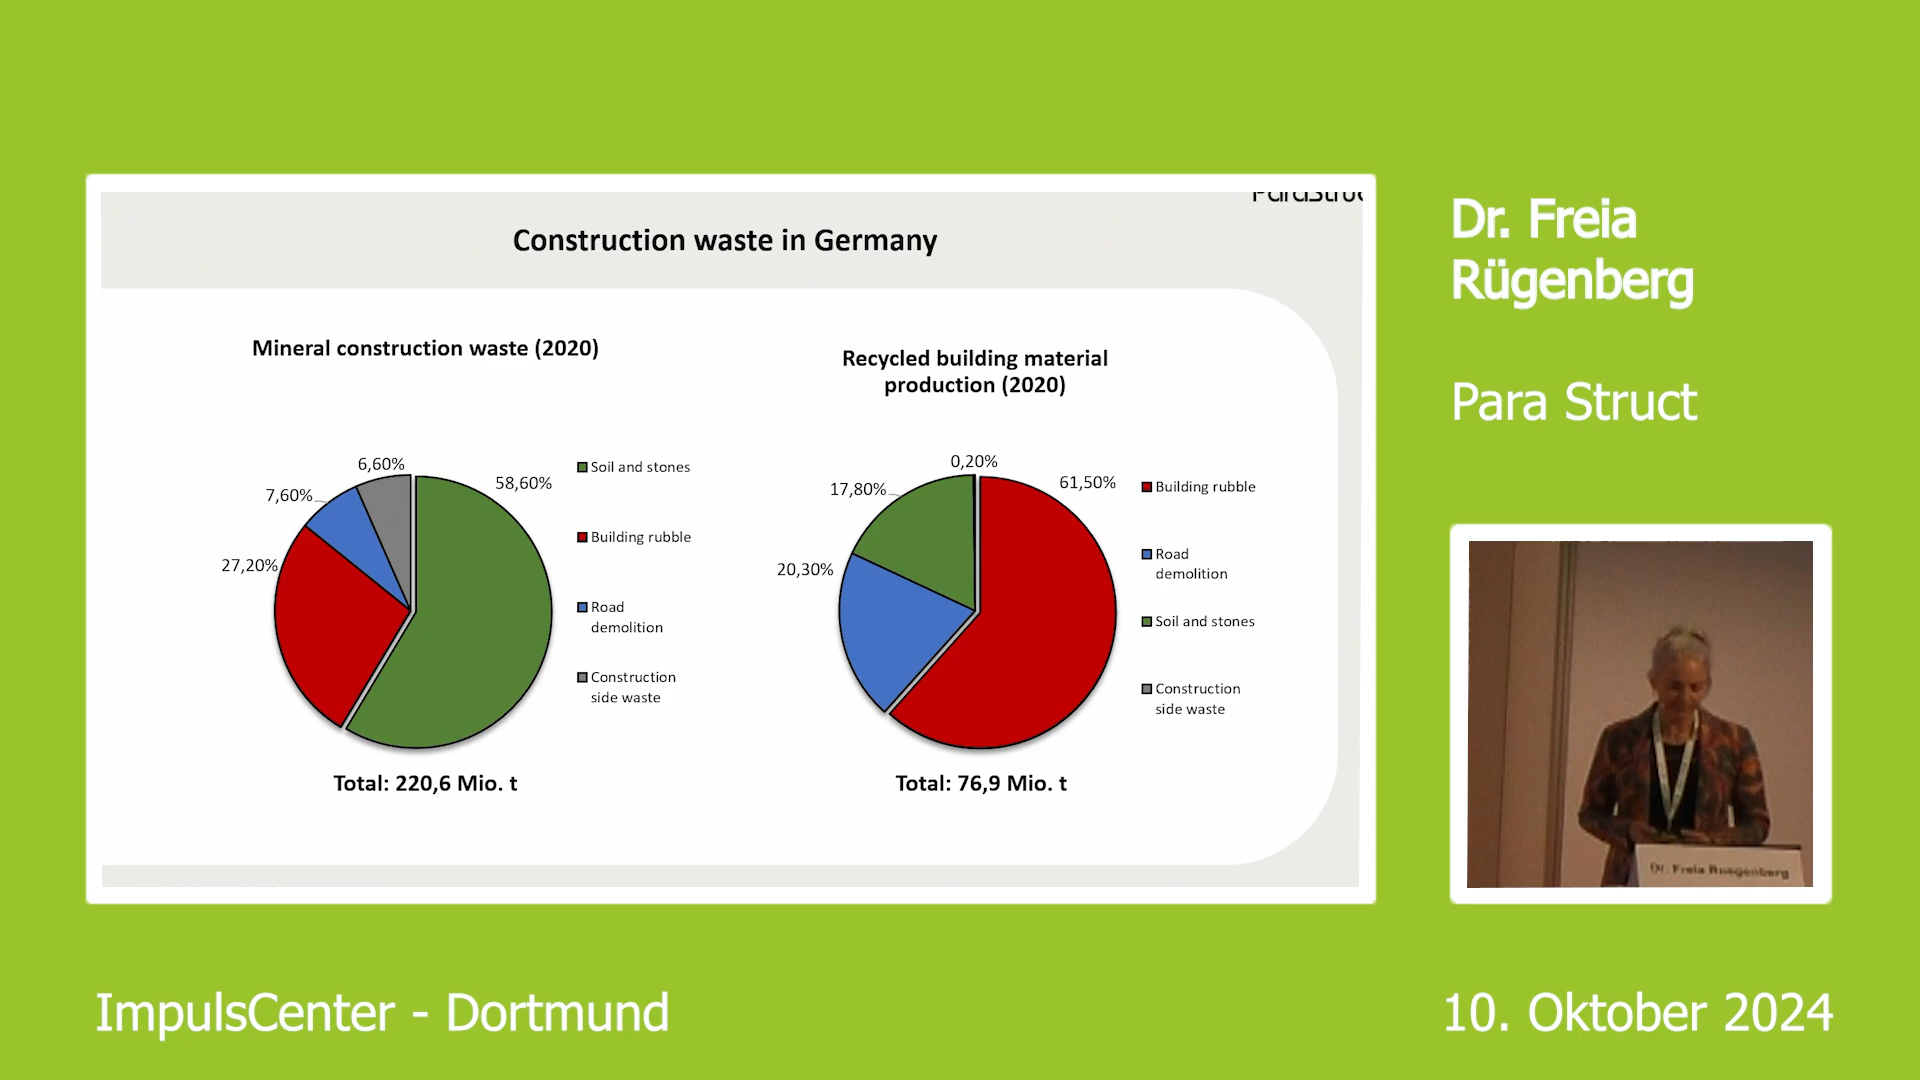 Construction waste in Germany
Mineral construction waste (2020)
6,60%
7,60%
58,60%
27,20%
Soil and stones
Building rubble
Road
demolition
Construction
side waste
Total: 220,6 Mio. t
Recycled building material
production (2020)
0,20%
17,80%
61,50%
20,30%
Building rubble
Road
demolition
Soil and stones
Construction
side waste
Total: 76,9 Mio. t
Dr. Freia
Rügenberg
Para Struct
Dr. Freia Ruegenberg
ImpulsCenter - Dortmund
10. Oktober 2024